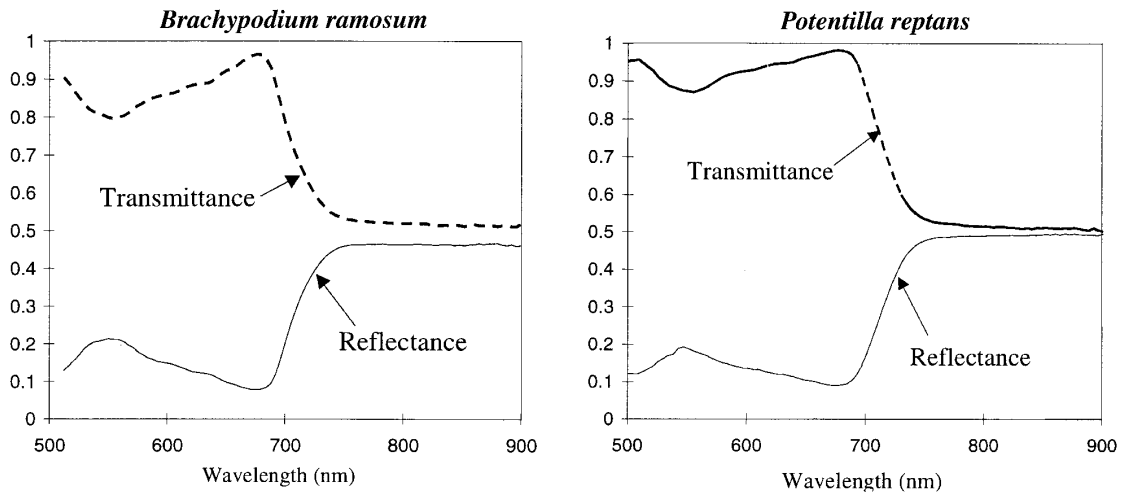 Brachypodium ramosum
1
0.9
0.8
0.7
0.6
0.5
0.4
0.3
0.2
0.1
0
Transmittance
Reflectance
500 600 700 800 900
Wavelength (nm)
Potentilla reptans
1
0.9
0.8
0.7
0.6
0.5
0.4
0.3
0.2
0.1
0
Transmittance
Reflectance
500 600 700 800 900
Wavelength (nm)